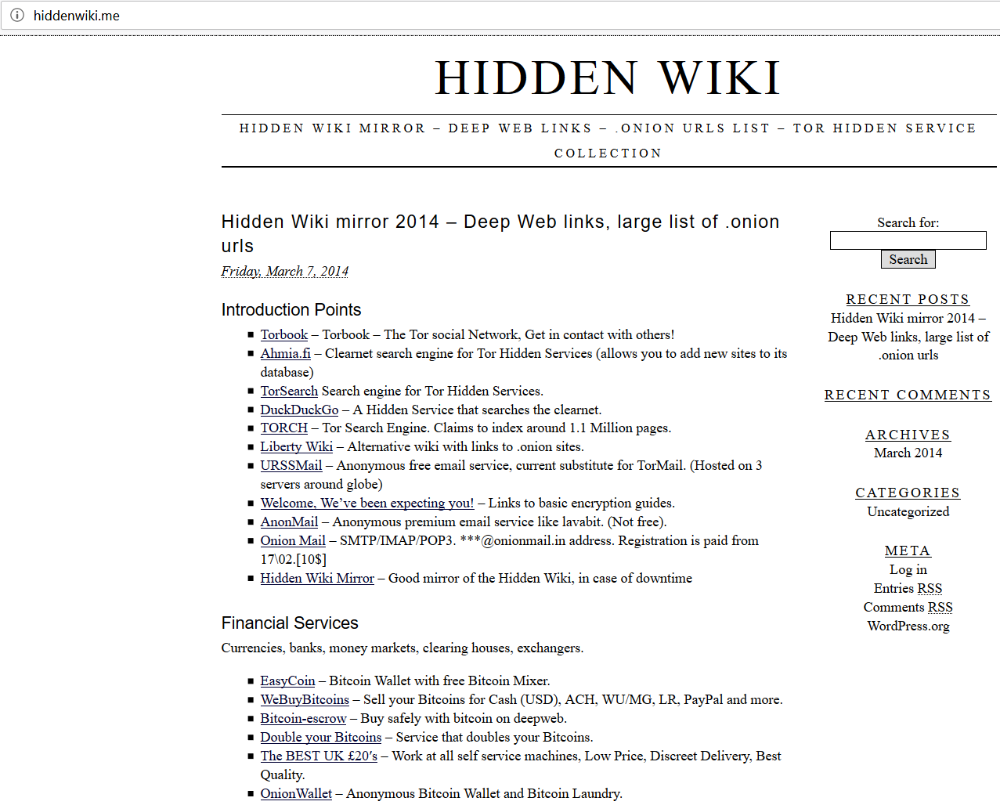 hiddenwiki.me
HIDDEN WIKI
HIDDEN WIKI MIRROR – DEEP WEB LINKS – .ONION URLS LIST – TOR HIDDEN SERVICE
COLLECTION
Hidden Wiki mirror 2014 – Deep Web links, large list of .onion
urls
Friday, March 7, 2014
Introduction Points
Torbook – Torbook – The Tor social Network, Get in contact with others!
Ahmia.fi – Clearnet search engine for Tor Hidden Services (allows you to add new sites to its
database)
TorSearch Search engine for Tor Hidden Services.
DuckDuckGo – A Hidden Service that searches the clearnet.
TORCH – Tor Search Engine. Claims to index around 1.1 Million pages.
Liberty Wiki – Alternative wiki with links to .onion sites.
URSSMail – Anonymous free email service, current substitute for TorMail. (Hosted on 3
servers around globe)
Welcome, We’ve been expecting you! – Links to basic encryption guides.
AnonMail – Anonymous premium email service like lavabit. (Not free).
Onion Mail – SMTP/IMAP/POP3. ***@onionmail.in address. Registration is paid from
17\02.[10$]
Hidden Wiki Mirror – Good mirror of the Hidden Wiki, in case of downtime
Financial Services
Currencies, banks, money markets, clearing houses, exchangers.
EasyCoin – Bitcoin Wallet with free Bitcoin Mixer.
WeBuyBitcoins – Sell your Bitcoins for Cash (USD), ACH, WU/MG, LR, PayPal and more.
Bitcoin-escrow – Buy safely with bitcoin on deepweb.
Double your Bitcoins – Service that doubles your Bitcoins.
The BEST UK £20′s – Work at all self service machines, Low Price, Discreet Delivery, Best
Quality.
OnionWallet – Anonymous Bitcoin Wallet and Bitcoin Laundry.
Search for:
Search
RECENT POSTS
Hidden Wiki mirror 2014 –
Deep Web links, large list of
.onion urls
RECENT COMMENTS
ARCHIVES
March 2014
CATEGORIES
Uncategorized
META
Log in
Entries RSS
Comments RSS
WordPress.org